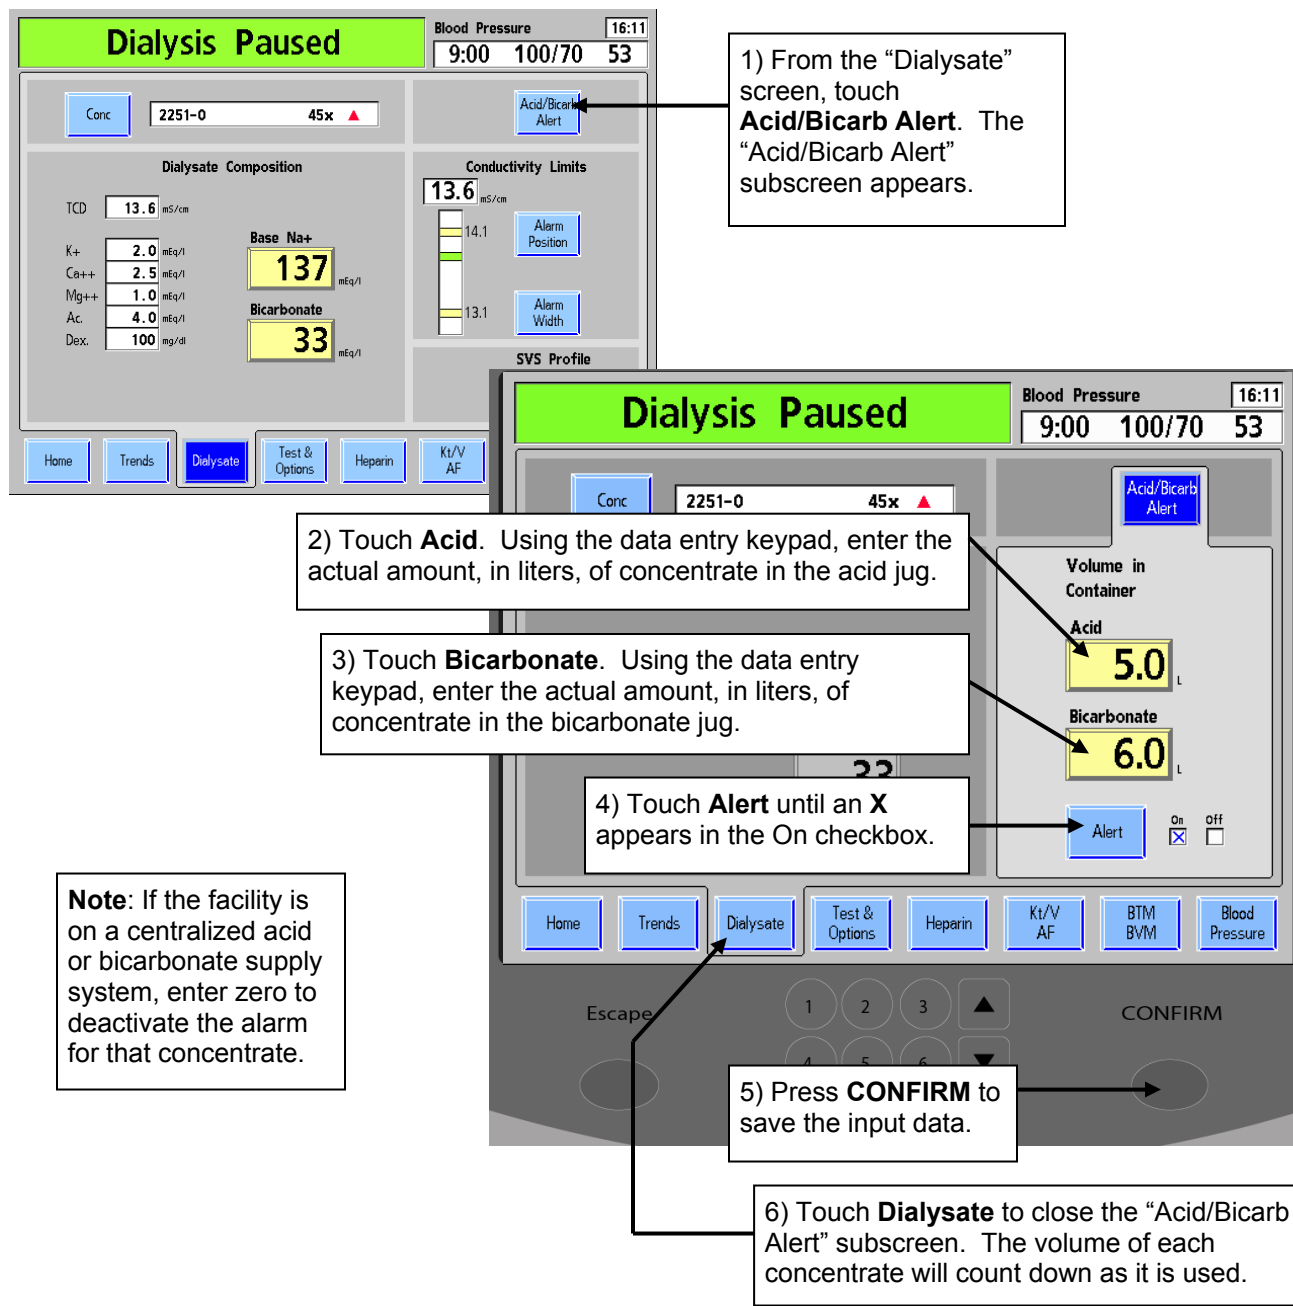 Dialysis Paused
Blood Pressure
16:11
9:00 100/70 53
Conc
2251-0 45x
Acid/Bicarb
Alert
Dialysate Composition
TCD 13.6 mS/cm
K+ 2.0 mEq/l
Ca++ 2.5 mEq/l
Mg++ 1.0 mEq/l
Ac. 4.0 mEq/l
Dex. 100 mg/dl
Base Na+
137 mEq/l
Bicarbonate
33 mEq/l
Conductivity Limits
13.6 mS/cm
14.1
13.1
Alarm
Position
Alarm
Width
SVS Profile
Home
Trends
Dialysate
Test &
Options
Heparin
Kt/V
AF
1) From the “Dialysate”
screen, touch
Acid/Bicarb Alert. The
“Acid/Bicarb Alert”
subscreen appears.
Dialysis Paused
Blood Pressure
16:11
9:00 100/70 53
Conc
2251-0 45x
Acid/Bicarb
Alert
2) Touch Acid. Using the data entry keypad, enter the
actual amount, in liters, of concentrate in the acid jug.
Volume in
Container
Acid
5.0 L
3) Touch Bicarbonate. Using the data entry
keypad, enter the actual amount, in liters, of
concentrate in the bicarbonate jug.
Bicarbonate
6.0 L
33
4) Touch Alert until an X
appears in the On checkbox.
Alert
On Off
Home
Trends
Dialysate
Test &
Options
Heparin
Kt/V
AF
BTM
BVM
Blood
Pressure
Note: If the facility is
on a centralized acid
or bicarbonate supply
system, enter zero to
deactivate the alarm
for that concentrate.
Escape
1 2 3
4 5 6
CONFIRM
5) Press CONFIRM to
save the input data.
6) Touch Dialysate to close the “Acid/Bicarb
Alert” subscreen. The volume of each
concentrate will count down as it is used.